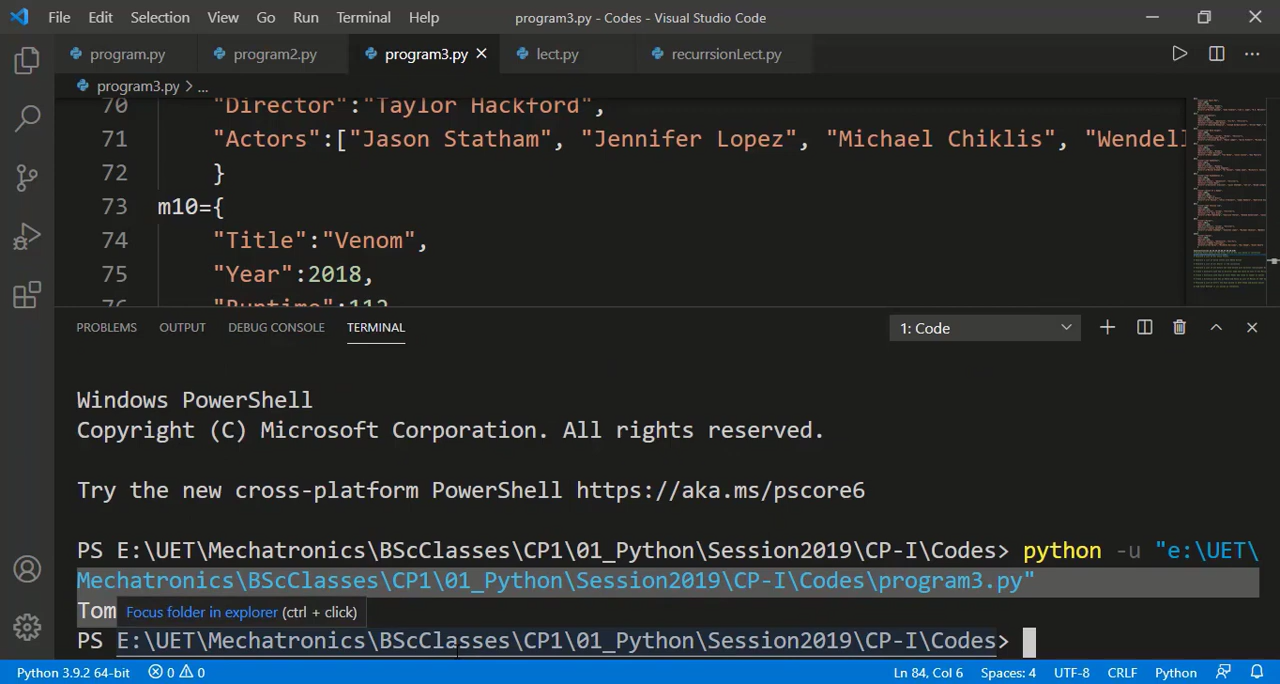 File Edit Selection View Go Run Terminal Help program3.py - Codes - Visual Studio Code
program.py program2.py program3.py lect.py recurrsionLect.py
program3.py > ...
70 "Director":"Taylor Hackford",
71 "Actors":["Jason Statham", "Jennifer Lopez", "Michael Chiklis", "Wendell
72 }
73 m10={
74 "Title":"Venom",
75 "Year":2018,
76 "Runtime":112
PROBLEMS OUTPUT DEBUG CONSOLE TERMINAL 1: Code
Windows PowerShell
Copyright (C) Microsoft Corporation. All rights reserved.
Try the new cross-platform PowerShell https://aka.ms/pscore6
PS E:\UET\Mechatronics\BScClasses\CP1\01_Python\Session2019\CP-I\Codes> python -u "e:\UET\
Mechatronics\BScClasses\CP1\01_Python\Session2019\CP-I\Codes\program3.py"
Tom Focus folder in explorer (ctrl + click)
PS E:\UET\Mechatronics\BScClasses\CP1\01_Python\Session2019\CP-I\Codes>
Python 3.9.2 64-bit 0 0 Ln 84, Col 6 Spaces: 4 UTF-8 CRLF Python